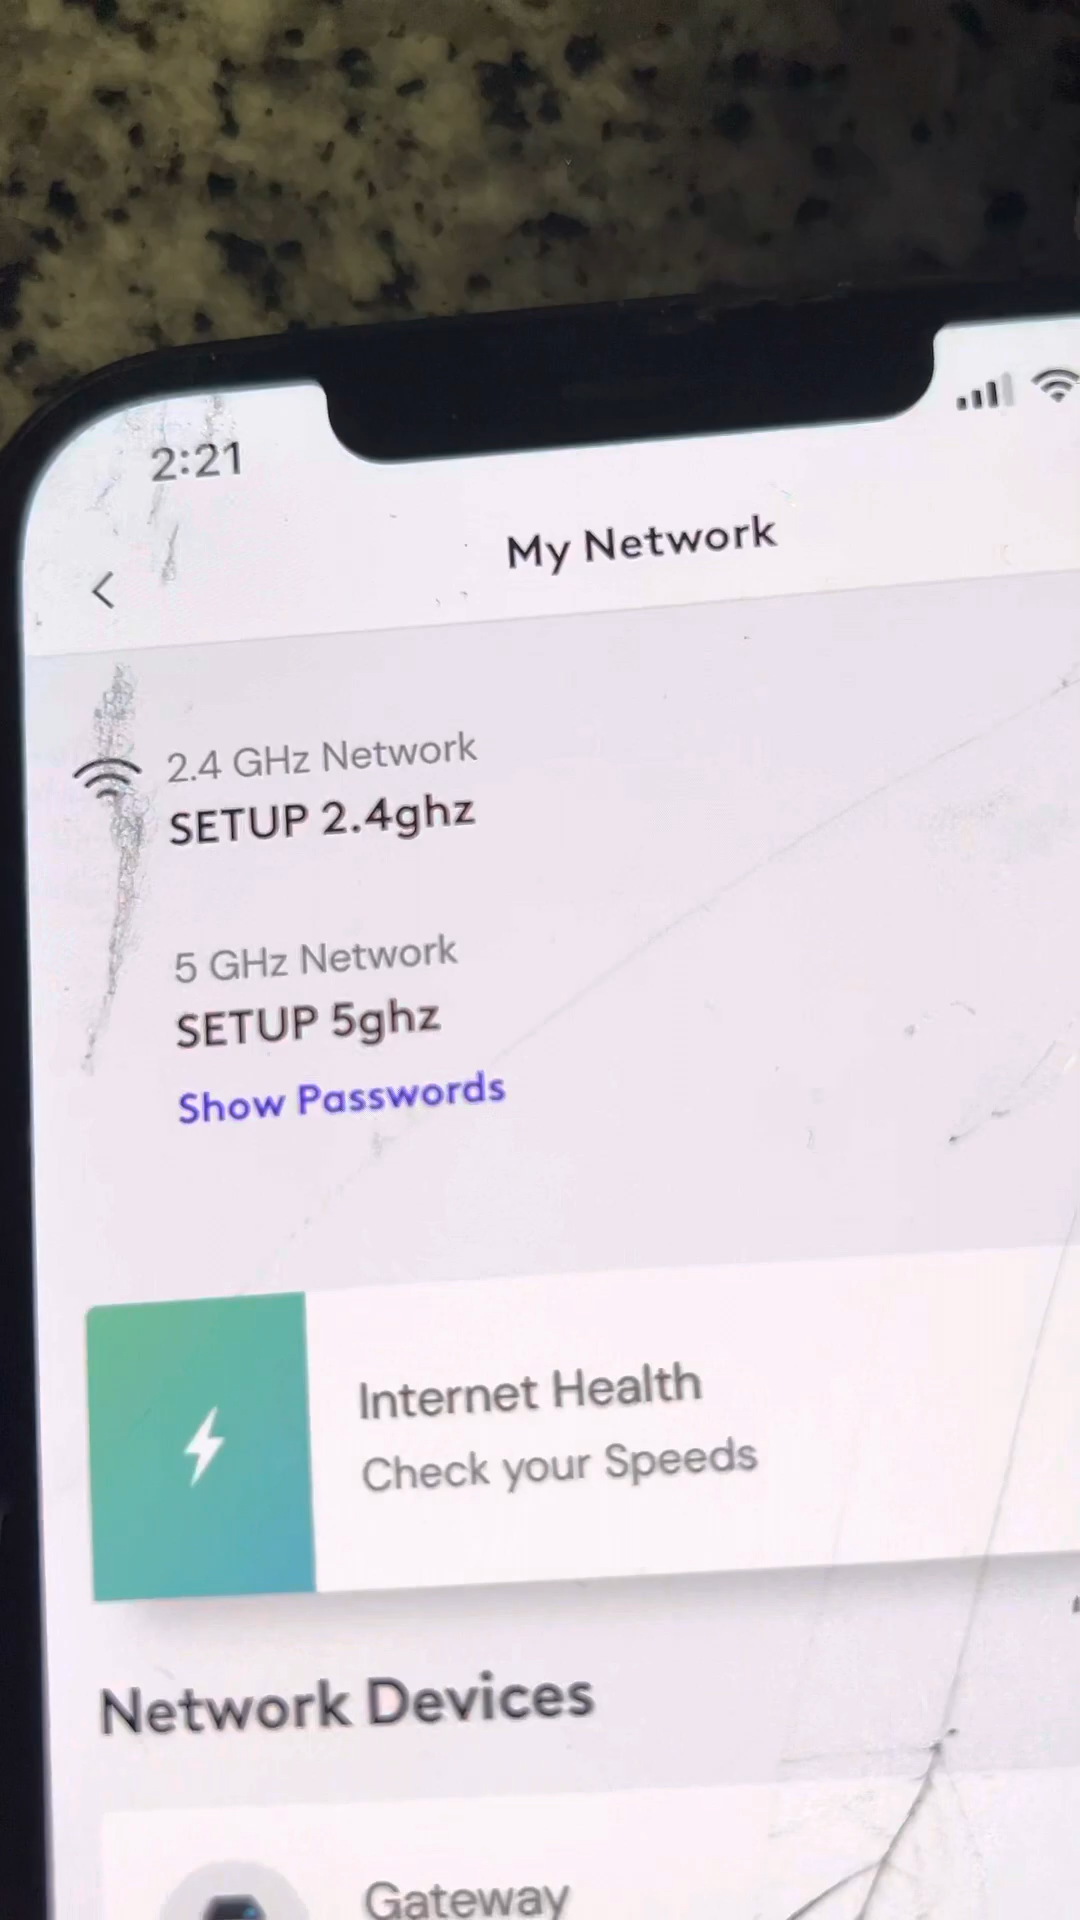 2:21
My Network
2.4 GHz Network
SETUP 2.4ghz
5 GHz Network
SETUP 5ghz
Show Passwords
Internet Health
Check your Speeds
Network Devices
Gateway